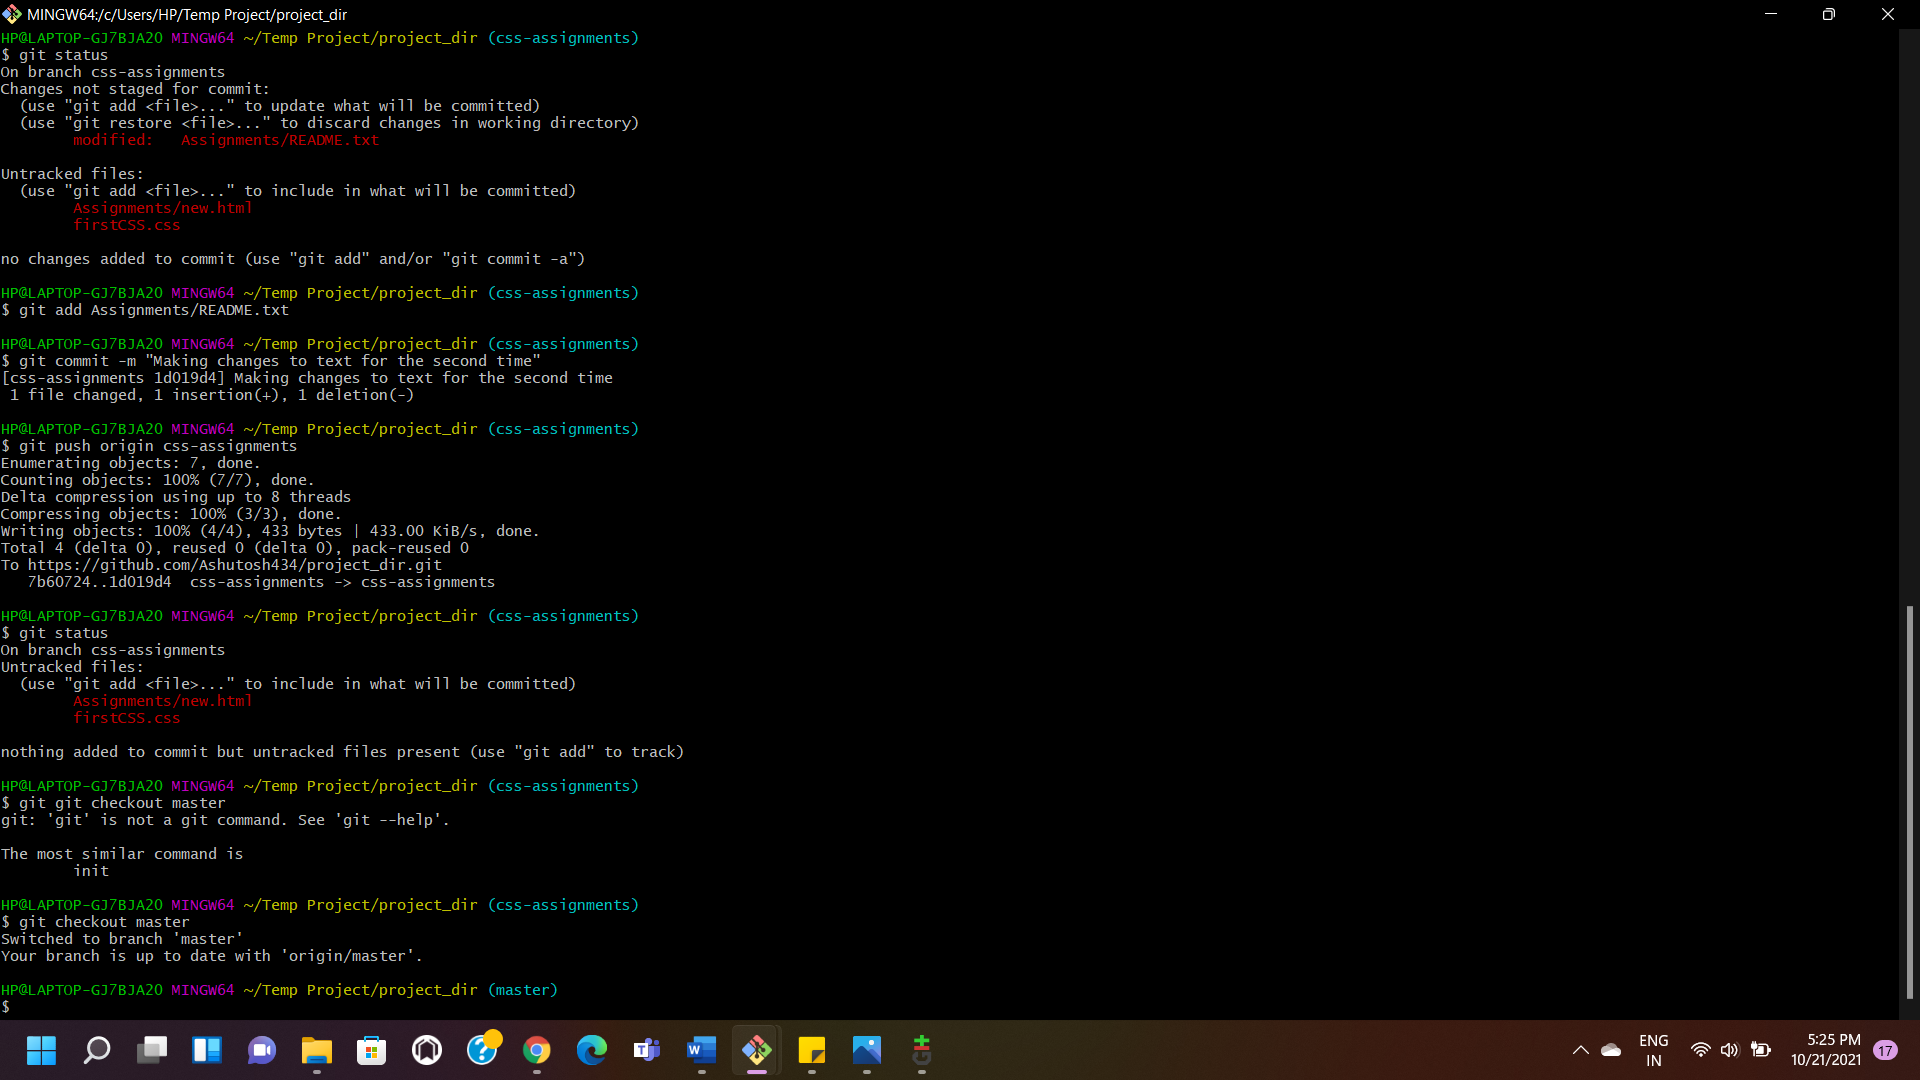 MINGW64:/c/Users/HP/Temp Project/project_dir
HP@LAPTOP-GJ7BJA2O MINGW64 ~/Temp Project/project_dir (css-assignments)
$ git status
On branch css-assignments
Changes not staged for commit:
  (use "git add <file>..." to update what will be committed)
  (use "git restore <file>..." to discard changes in working directory)
        modified:   Assignments/README.txt

Untracked files:
  (use "git add <file>..." to include in what will be committed)
        Assignments/new.html
        firstCSS.css

no changes added to commit (use "git add" and/or "git commit -a")

HP@LAPTOP-GJ7BJA2O MINGW64 ~/Temp Project/project_dir (css-assignments)
$ git add Assignments/README.txt

HP@LAPTOP-GJ7BJA2O MINGW64 ~/Temp Project/project_dir (css-assignments)
$ git commit -m "Making changes to text for the second time"
[css-assignments 1d019d4] Making changes to text for the second time
 1 file changed, 1 insertion(+), 1 deletion(-)

HP@LAPTOP-GJ7BJA2O MINGW64 ~/Temp Project/project_dir (css-assignments)
$ git push origin css-assignments
Enumerating objects: 7, done.
Counting objects: 100% (7/7), done.
Delta compression using up to 8 threads
Compressing objects: 100% (3/3), done.
Writing objects: 100% (4/4), 433 bytes | 433.00 KiB/s, done.
Total 4 (delta 0), reused 0 (delta 0), pack-reused 0
To https://github.com/Ashutosh434/project_dir.git
   7b60724..1d019d4  css-assignments -> css-assignments

HP@LAPTOP-GJ7BJA2O MINGW64 ~/Temp Project/project_dir (css-assignments)
$ git status
On branch css-assignments
Untracked files:
  (use "git add <file>..." to include in what will be committed)
        Assignments/new.html
        firstCSS.css

nothing added to commit but untracked files present (use "git add" to track)

HP@LAPTOP-GJ7BJA2O MINGW64 ~/Temp Project/project_dir (css-assignments)
$ git git checkout master
git: 'git' is not a git command. See 'git --help'.

The most similar command is
        init

HP@LAPTOP-GJ7BJA2O MINGW64 ~/Temp Project/project_dir (css-assignments)
$ git checkout master
Switched to branch 'master'
Your branch is up to date with 'origin/master'.

HP@LAPTOP-GJ7BJA2O MINGW64 ~/Temp Project/project_dir (master)
$
ENG
IN
5:25 PM
10/21/2021
17